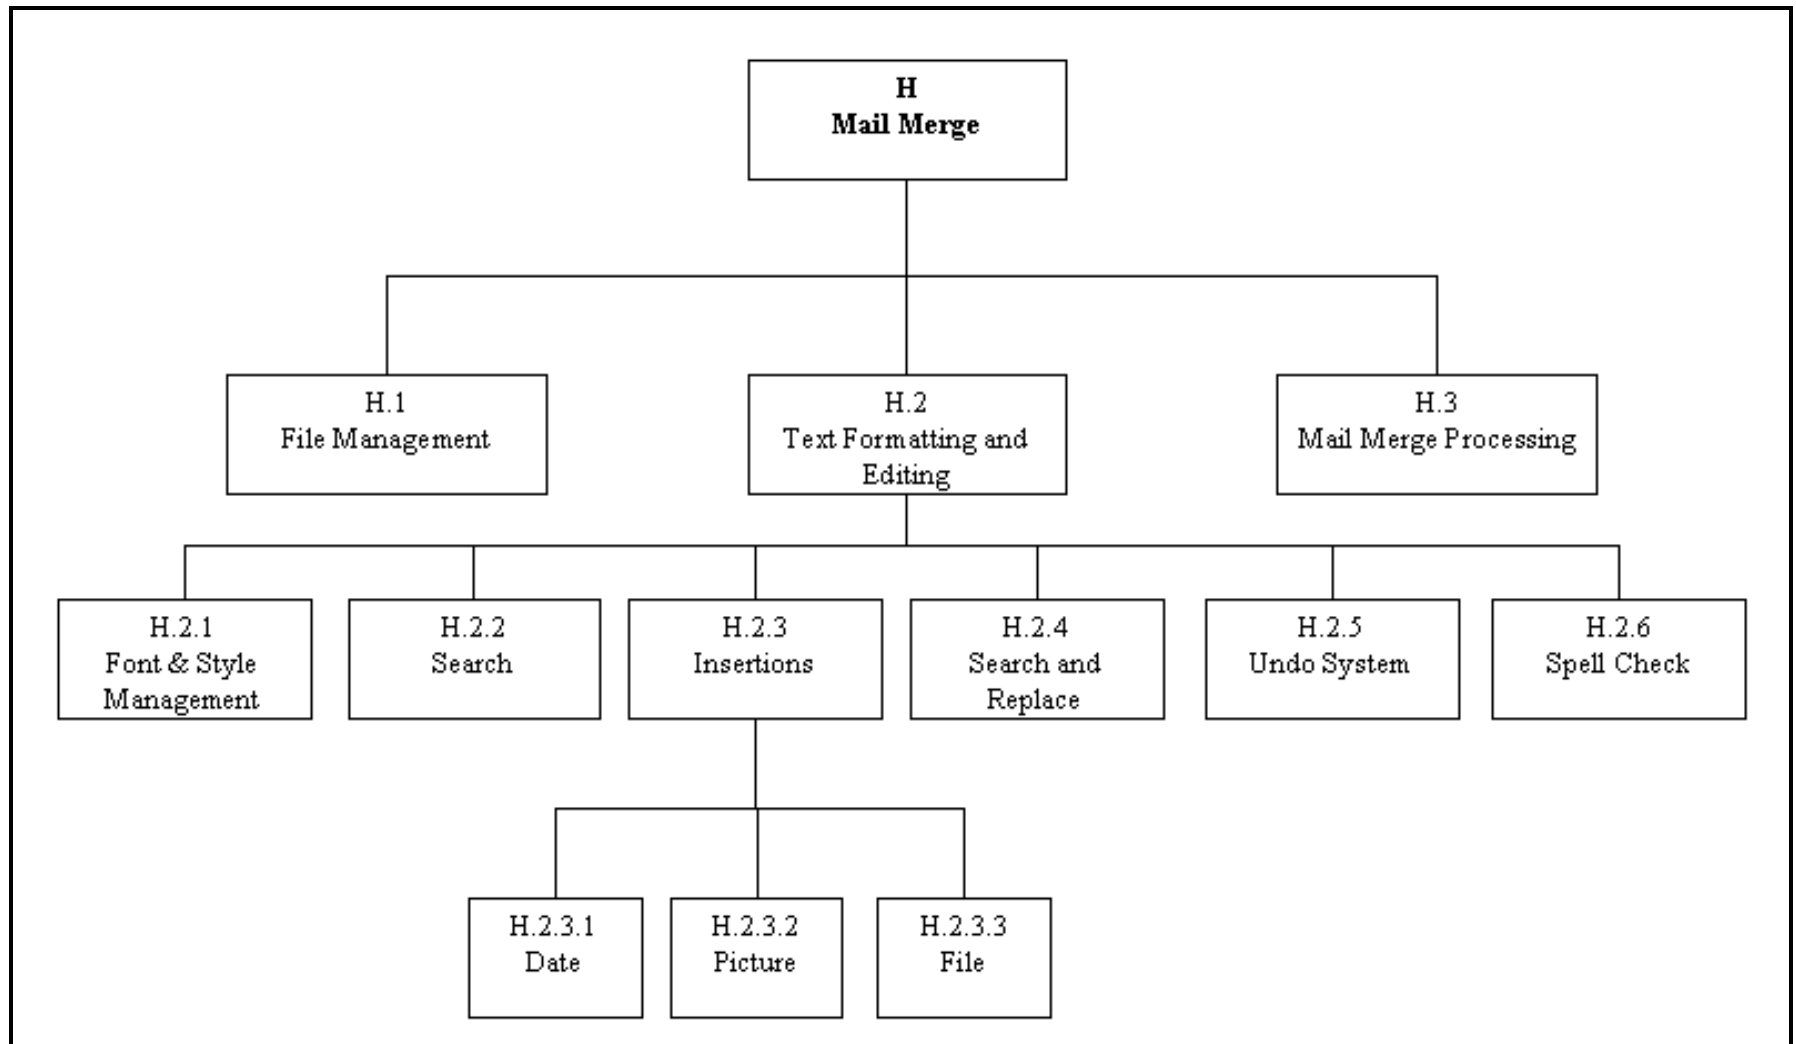 H
Mail Merge
H.1
File Management
H.2
Text Formatting and
Editing
H.3
Mail Merge Processing
H.2.1
Font & Style
Management
H.2.2
Search
H.2.3
Insertions
H.2.4
Search and
Replace
H.2.5
Undo System
H.2.6
Spell Check
H.2.3.1
Date
H.2.3.2
Picture
H.2.3.3
File